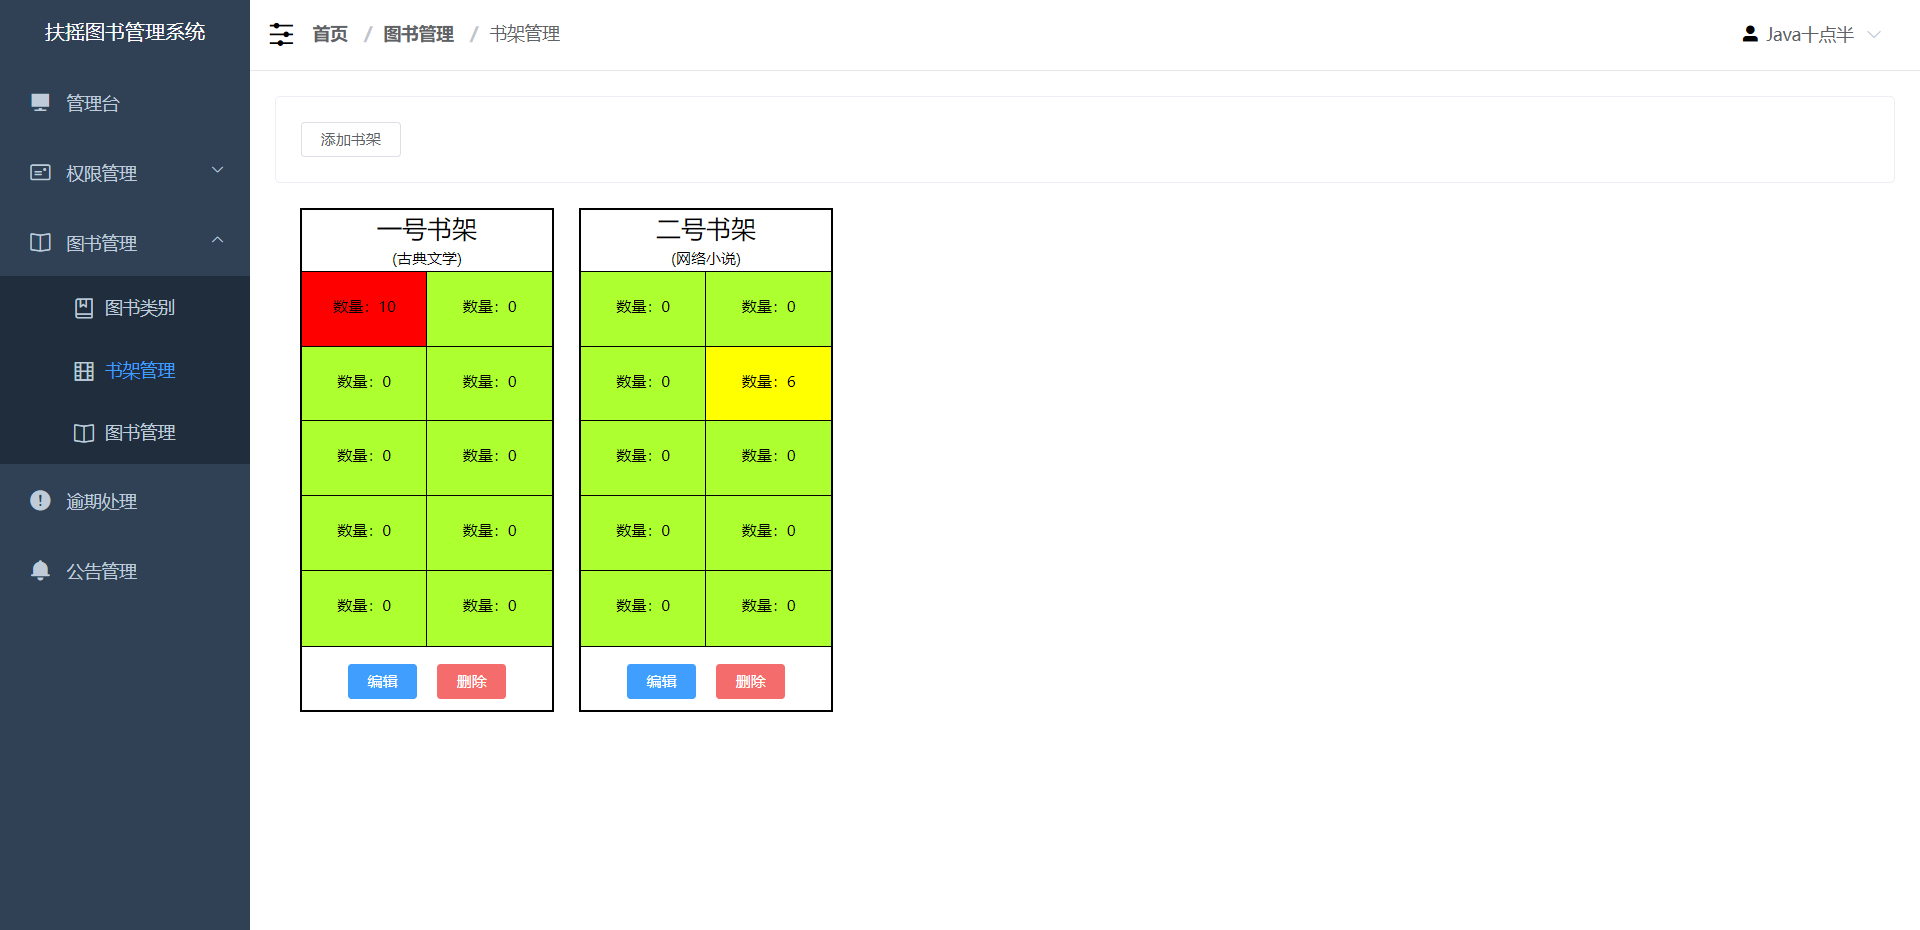 扶摇图书管理系统
管理台
权限管理
图书管理
图书类别
书架管理
图书管理
逾期处理
公告管理
首页 / 图书管理 / 书架管理
Java十点半
添加书架
一号书架
(古典文学)
数量：10 数量：0
数量：0 数量：0
数量：0 数量：0
数量：0 数量：0
数量：0 数量：0
编辑 删除
二号书架
(网络小说)
数量：0 数量：0
数量：0 数量：6
数量：0 数量：0
数量：0 数量：0
数量：0 数量：0
编辑 删除